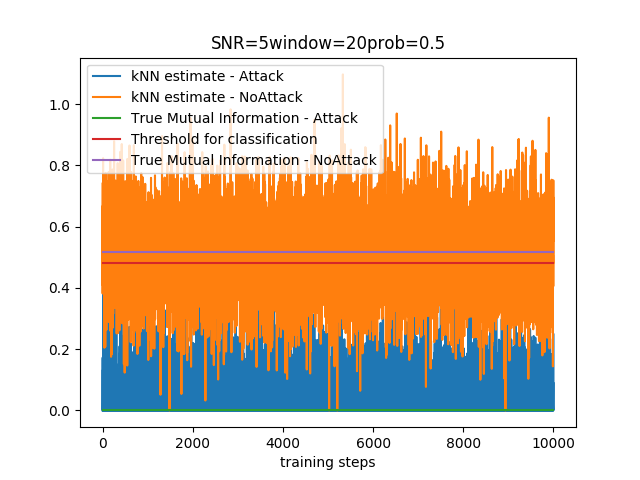 SNR=5window=20prob=0.5
kNN estimate - Attack
kNN estimate - NoAttack
True Mutual Information - Attack
Threshold for classification
True Mutual Information - NoAttack
1.0
0.8
0.6
0.4
0.2
0.0
0 2000 4000 6000 8000 10000
training steps